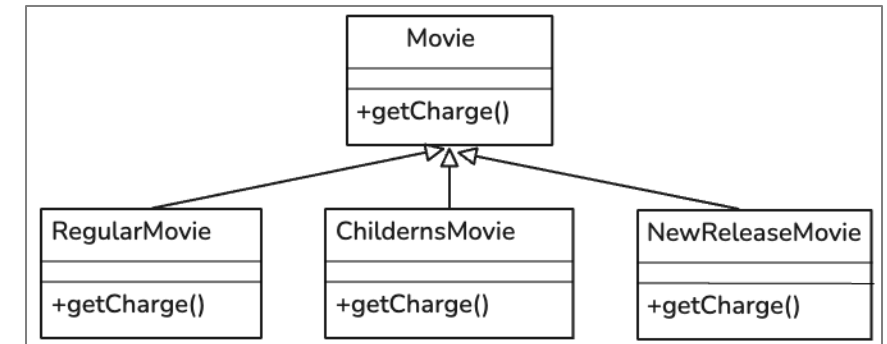 Movie
+getCharge()
RegularMovie
+getCharge()
ChildernsMovie
+getCharge()
NewReleaseMovie
+getCharge()